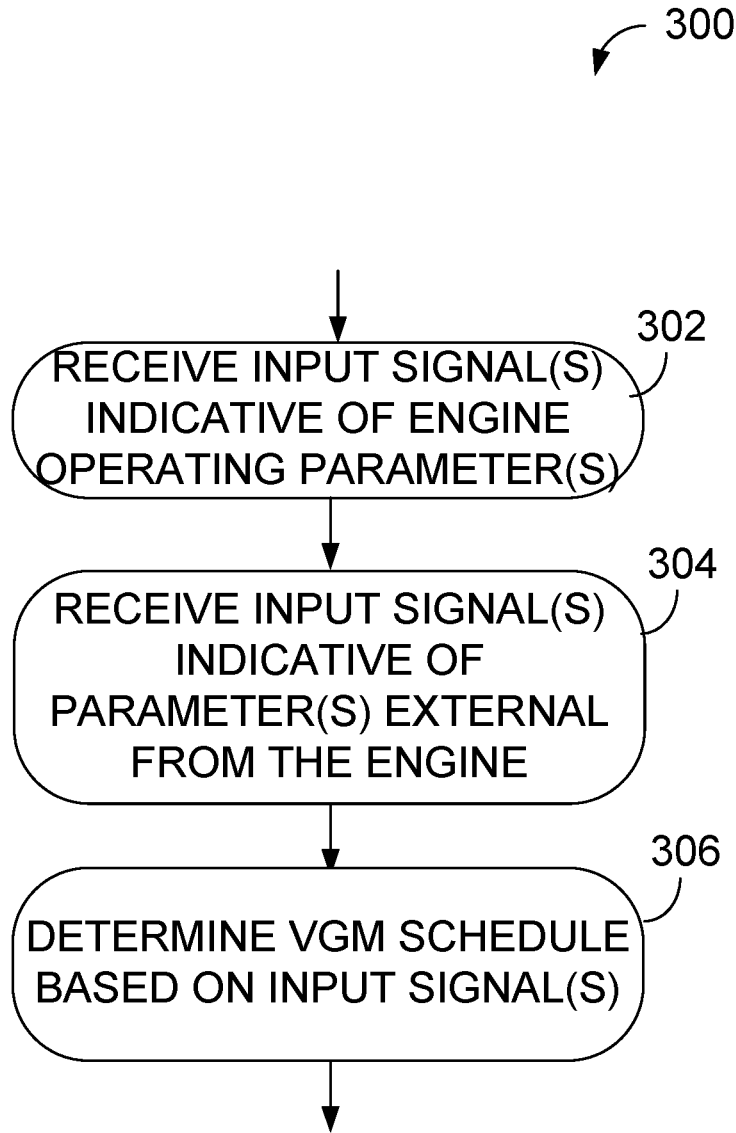 300
302
RECEIVE INPUT SIGNAL(S)
INDICATIVE OF ENGINE
OPERATING PARAMETER(S)
304
RECEIVE INPUT SIGNAL(S)
INDICATIVE OF
PARAMETER(S) EXTERNAL
FROM THE ENGINE
306
DETERMINE VGM SCHEDULE
BASED ON INPUT SIGNAL(S)